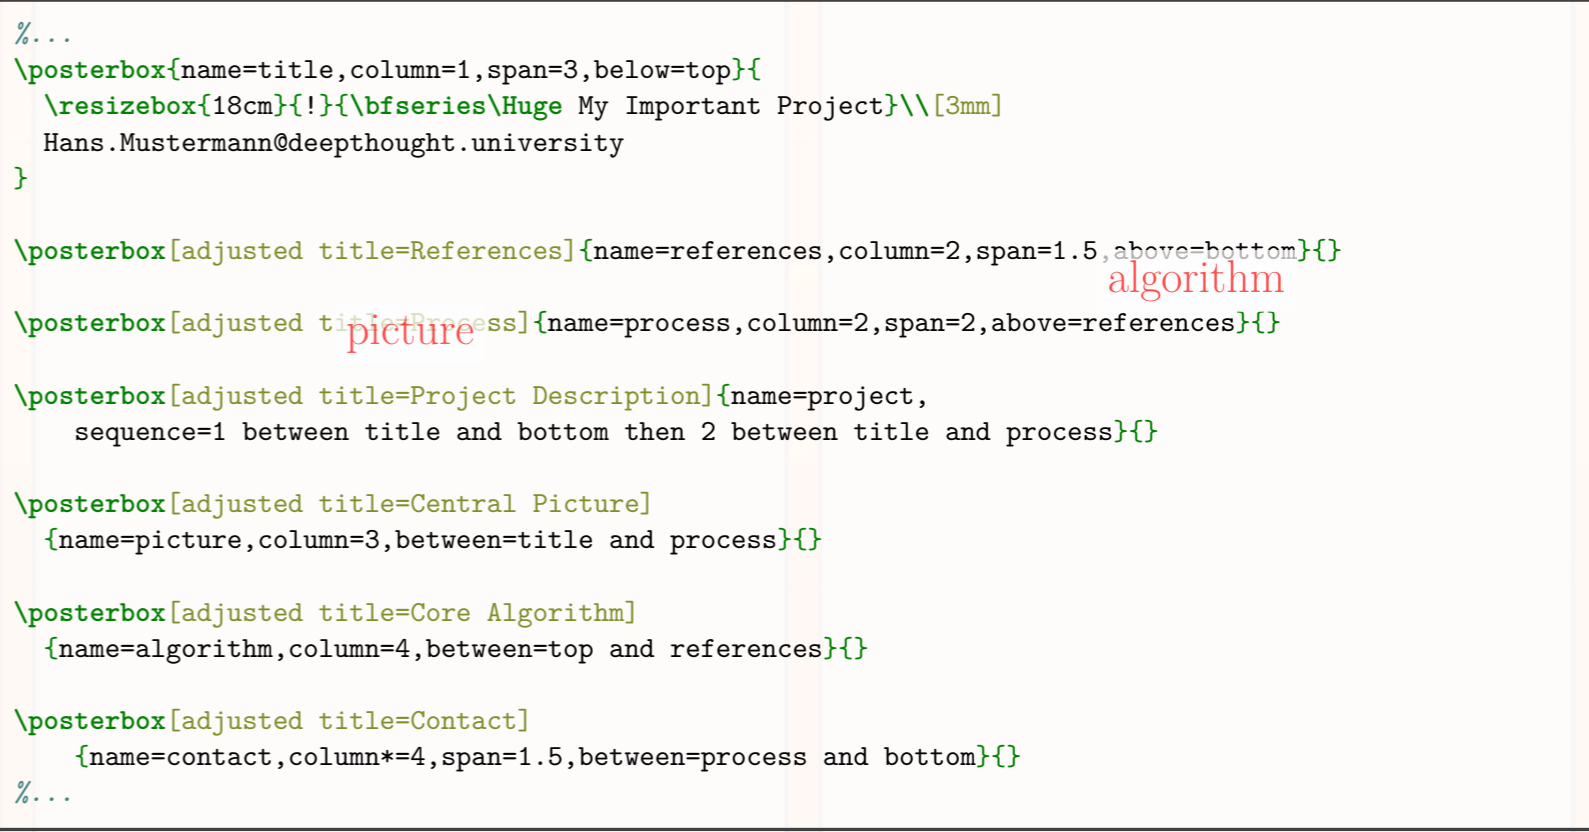 %...
\posterbox{name=title,column=1,span=3,below=top}{
\resizebox{18cm}{!}{\bfseries\Huge My Important Project}\\[3mm]
Hans.Mustermann@deepthought.university
}
\posterbox[adjusted title=References]{name=references,column=2,span=1.5,above=bottom}{}
algorithm
\posterbox[adjusted title=Process]{name=process,column=2,span=2,above=references}{}
picture
\posterbox[adjusted title=Project Description]{name=project,
sequence=1 between title and bottom then 2 between title and process}{}
\posterbox[adjusted title=Central Picture]
{name=picture,column=3,between=title and process}{}
\posterbox[adjusted title=Core Algorithm]
{name=algorithm,column=4,between=top and references}{}
\posterbox[adjusted title=Contact]
{name=contact,column*=4,span=1.5,between=process and bottom}{}
%...